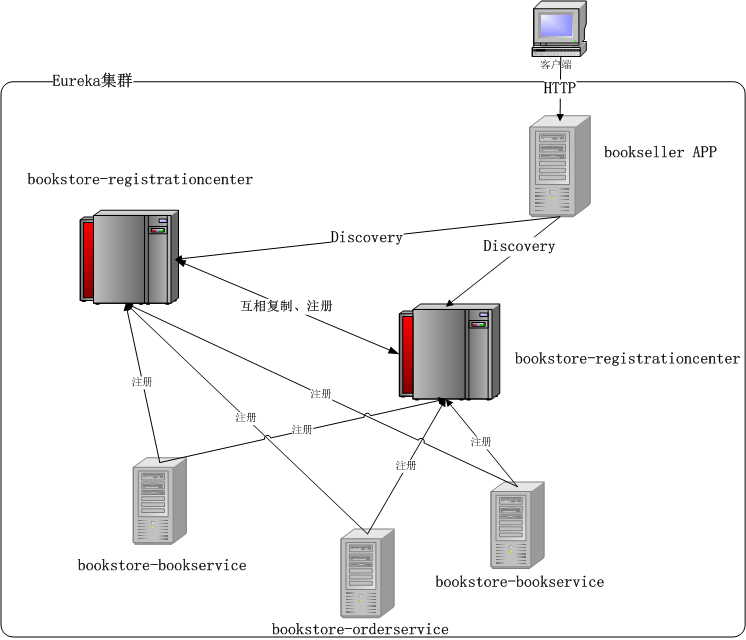 客户端
Eureka集群
HTTP
bookseller APP
bookstore-registrationcenter
Discovery
Discovery
互相复制、注册
bookstore-registrationcenter
注册
注册
注册
注册
注册
注册
bookstore-bookservice
bookstore-bookservice
bookstore-orderservice